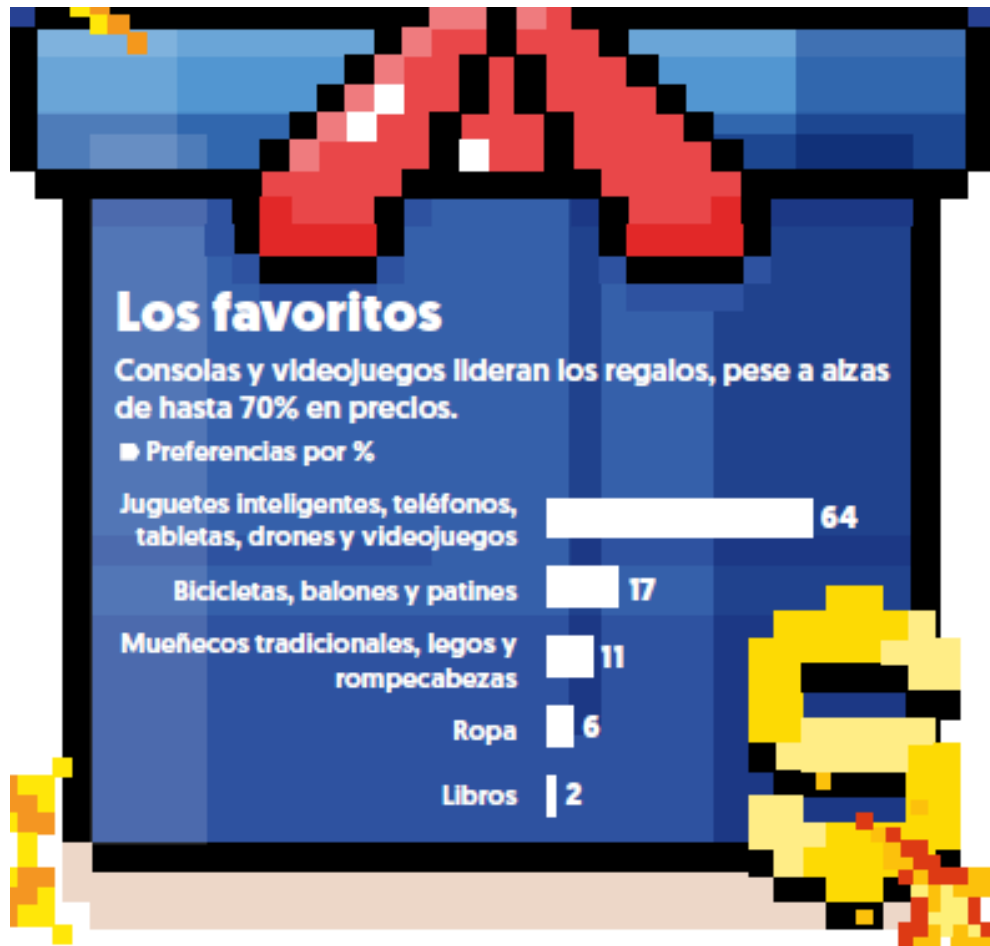 Los favoritos
Consolas y videojuegos lideran los regalos, pese a alzas
de hasta 70% en precios.
Preferencias por %
Juguetes inteligentes, teléfonos,
tabletas, drones y videojuegos
64
Bicicletas, balones y patines
17
Mueñecos tradicionales, legos y
rompecabezas
11
Ropa
6
Libros
2